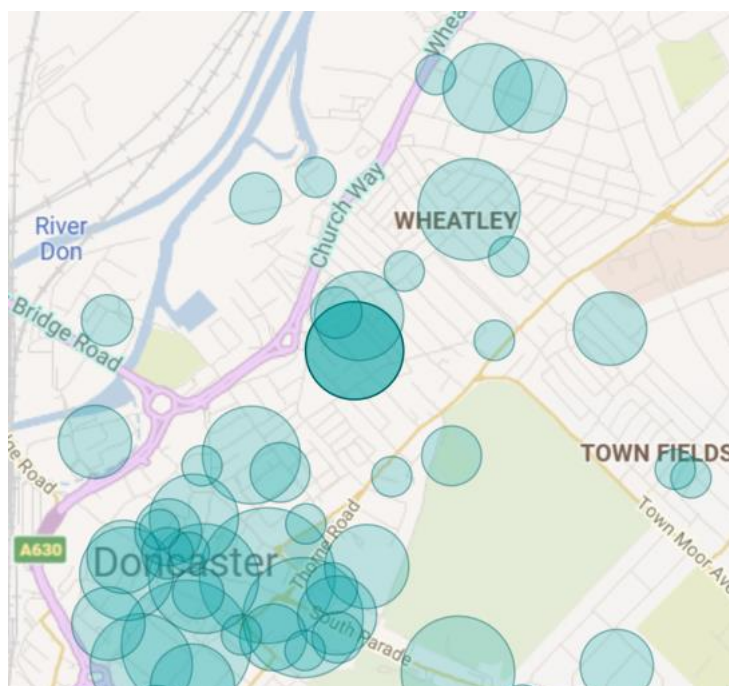 Whea
Church Way
WHEATLEY
River
Don
Bridge Road
TOWN FIELDS
dge Road
A630
Doncaster
Thorne Road
Town Moor Ave
South Parade